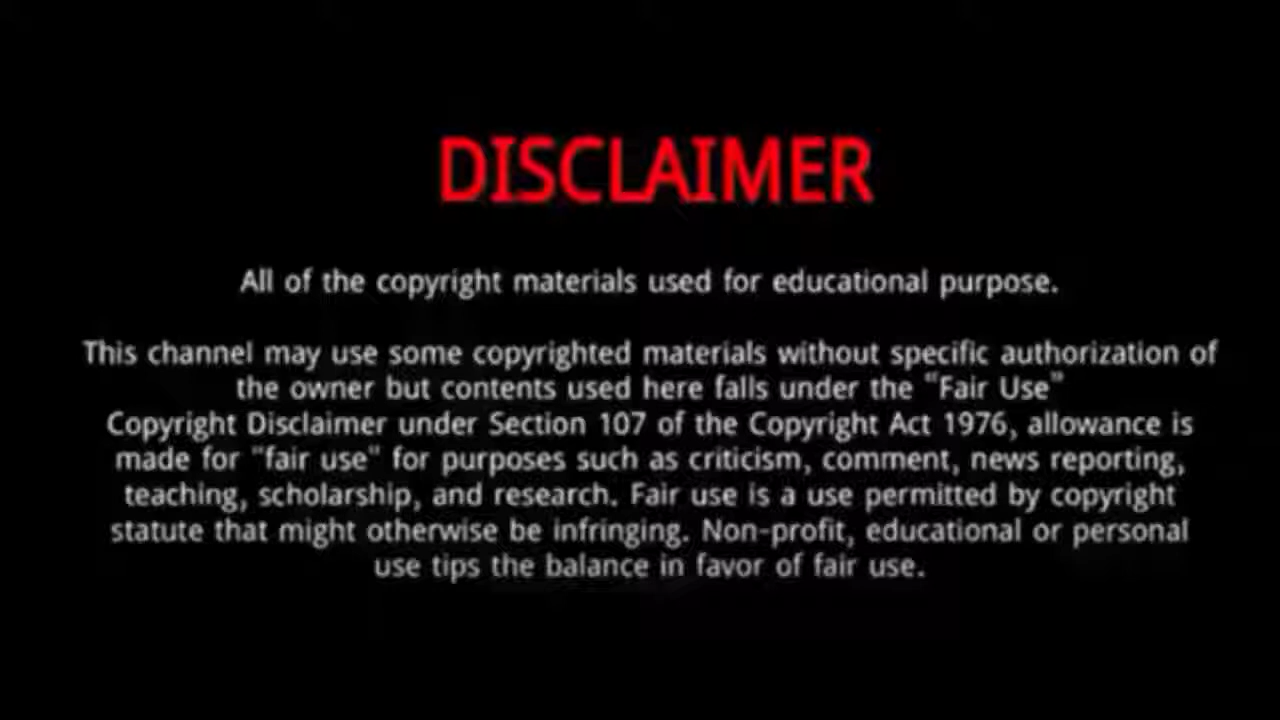 DISCLAIMER
All of the copyright materials used for educational purpose.
This channel may use some copyrighted materials without specific authorization of
the owner but contents used here falls under the “Fair Use”
Copyright Disclaimer under Section 107 of the Copyright Act 1976, allowance is
made for "fair use" for purposes such as criticism, comment, news reporting,
teaching, scholarship, and research. Fair use is a use permitted by copyright
statute that might otherwise be infringing. Non-profit, educational or personal
use tips the balance in favor of fair use.